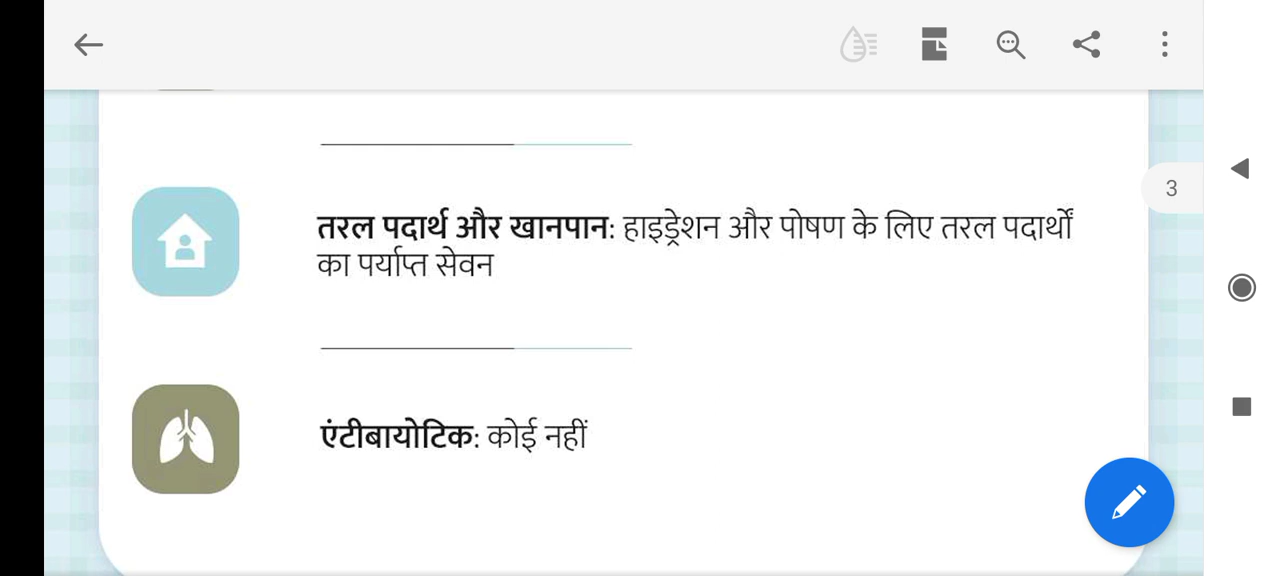 3
तरल पदार्थ और खानपान: हाइड्रेशन और पोषण के लिए तरल पदार्थों
का पर्याप्त सेवन
एंटीबायोटिक: कोई नहीं